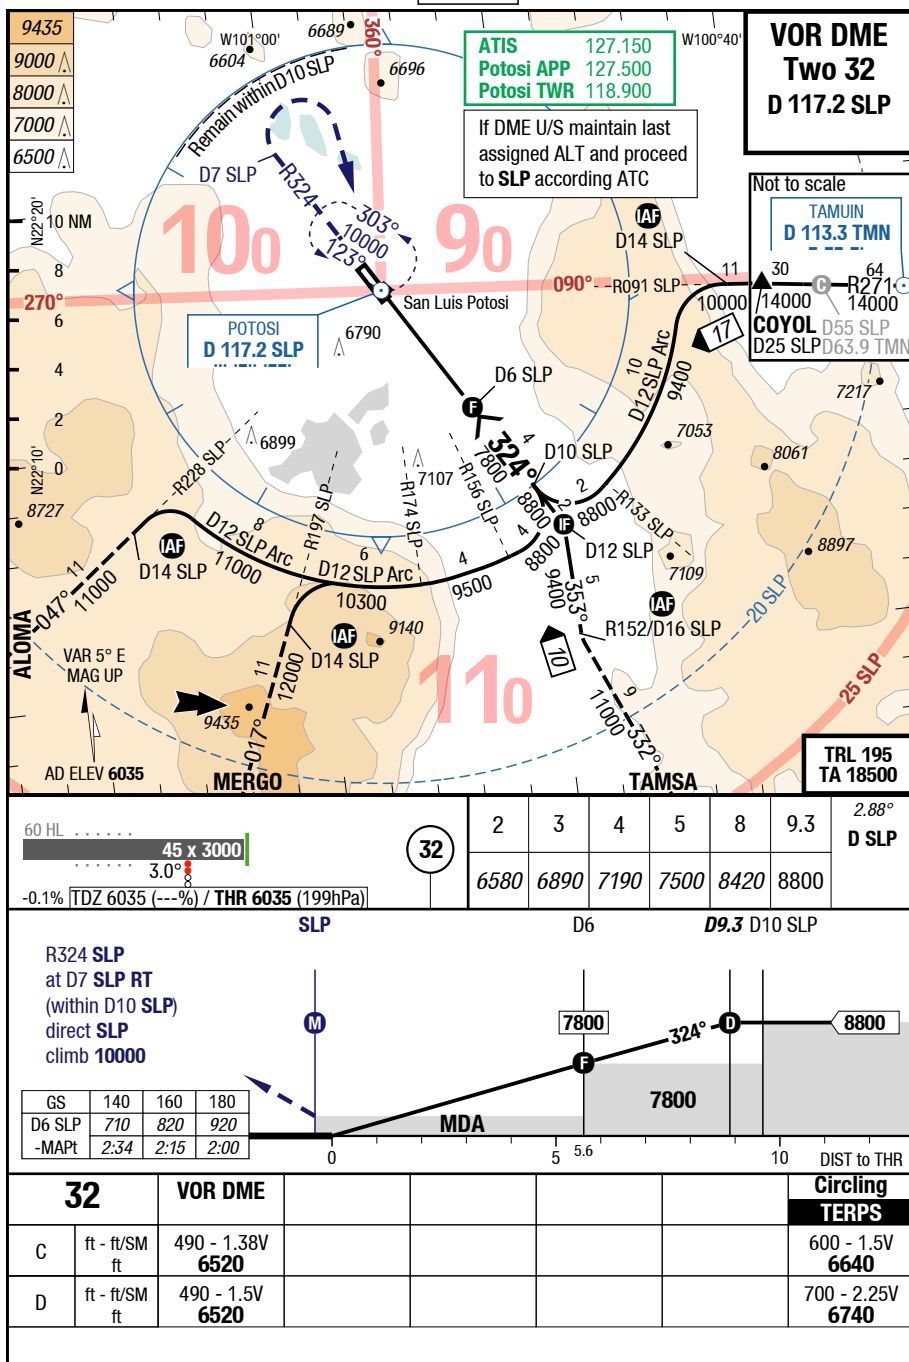 9435
9000
8000
7000
6500
6689
W101°00'
6604
360°
6696
ATIS 127.150
Potosi APP 127.500
Potosi TWR 118.900
W100°40'
VOR DME
Two 32
D 117.2 SLP
Remain within D10 SLP
If DME U/S maintain last
assigned ALT and proceed
to SLP according ATC
D7 SLP
R324
303°
10000
123°
N22°20'
10 NM
8
6
4
2
0
N22°10'
100
90
110
270°
090°
IAF
D14 SLP
R091 SLP
11
10000
Not to scale
TAMUIN
D 113.3 TMN
30
64
C
R271
14000
14000
COYOL
D55 SLP
D25 SLP
D63.9 TMN
San Luis Potosi
POTOSI
D 117.2 SLP
6790
17
10
D12SLP Arc
9400
D6 SLP
F
7217
7053
8061
6899
7107
324°
4
7800
D10 SLP
R228 SLP
R197 SLP
R174 SLP
R156 SLP
R133 SLP
8727
8
D12SLP Arc
11000
6
D12 SLP Arc
10300
4
9500
4
8800
2
8800
2
8800
IF
D12 SLP
8897
7109
IAF
D14 SLP
11
047°
11000
ALOMA
IAF
9140
D14 SLP
11
12000
017°
9435
MERGO
5
353°
9400
IAF
R152/D16 SLP
10
9
11000
332°
TAMSA
20 SLP
25 SLP
VAR 5° E
MAG UP
AD ELEV 6035
TRL 195
TA 18500
60 HL
45 x 3000
3.0°
-0.1% TDZ 6035 (---%) / THR 6035 (199hPa)
32
2 3 4 5 8 9.3 2.88°
D SLP
6580 6890 7190 7500 8420 8800
SLP D6 D9.3 D10 SLP
R324 SLP
at D7 SLP RT
(within D10 SLP)
direct SLP
climb 10000
M
7800
324°
D
8800
F
7800
MDA
GS 140 160 180
D6 SLP 710 820 920
-MAPt 2:34 2:15 2:00
0 5 5.6 10 DIST to THR
32 VOR DME Circling
TERPS
C ft - ft/SM 490 - 1.38V 600 - 1.5V
ft 6520 6640
D ft - ft/SM 490 - 1.5V 700 - 2.25V
ft 6520 6740